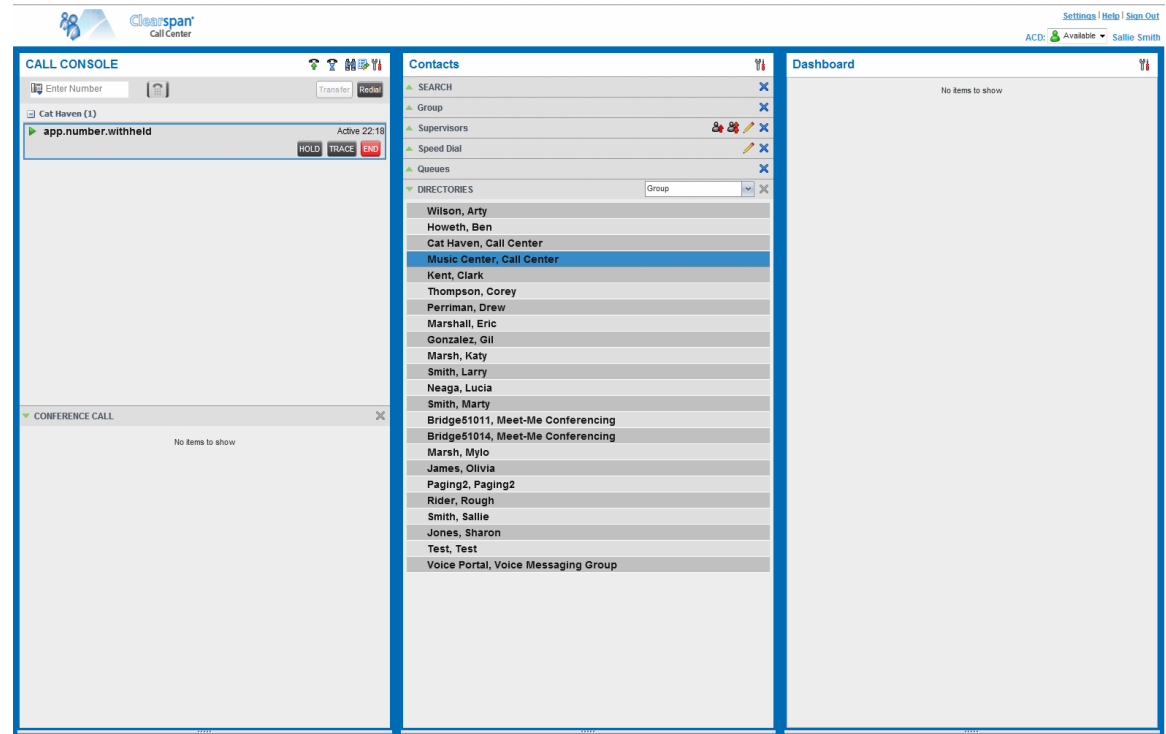 Clearspan®
Call Center
Settings | Help | Sign Out
ACD: Available Sallie Smith
CALL CONSOLE
Enter Number
Transfer
Redial
Cat Haven (1)
app.number.withheld
Active 22:18
HOLD
TRACE
END
CONFERENCE CALL
No items to show
Contacts
SEARCH
Group
Supervisors
Speed Dial
Queues
DIRECTORIES
Group
Wilson, Arty
Howeth, Ben
Cat Haven, Call Center
Music Center, Call Center
Kent, Clark
Thompson, Corey
Perriman, Drew
Marshall, Eric
Gonzalez, Gil
Marsh, Katy
Smith, Larry
Neaga, Lucia
Smith, Marty
Bridge51011, Meet-Me Conferencing
Bridge51014, Meet-Me Conferencing
Marsh, Mylo
James, Olivia
Paging2, Paging2
Rider, Rough
Smith, Sallie
Jones, Sharon
Test, Test
Voice Portal, Voice Messaging Group
Dashboard
No items to show